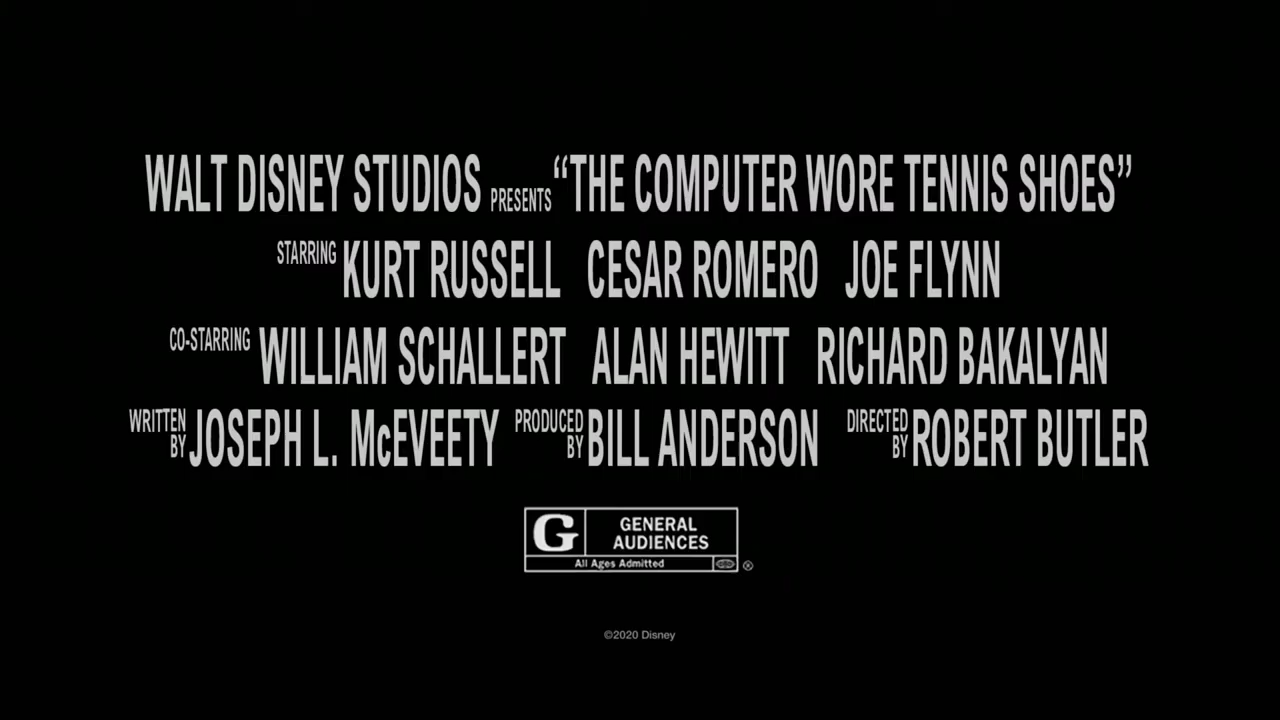 WALT DISNEY STUDIOS PRESENTS “THE COMPUTER WORE TENNIS SHOES”
STARRING KURT RUSSELL CESAR ROMERO JOE FLYNN
CO-STARRING WILLIAM SCHALLERT ALAN HEWITT RICHARD BAKALYAN
WRITTEN BY JOSEPH L. McEVEETY PRODUCED BY BILL ANDERSON DIRECTED BY ROBERT BUTLER
G GENERAL
AUDIENCES
All Ages Admitted ®
©2020 Disney